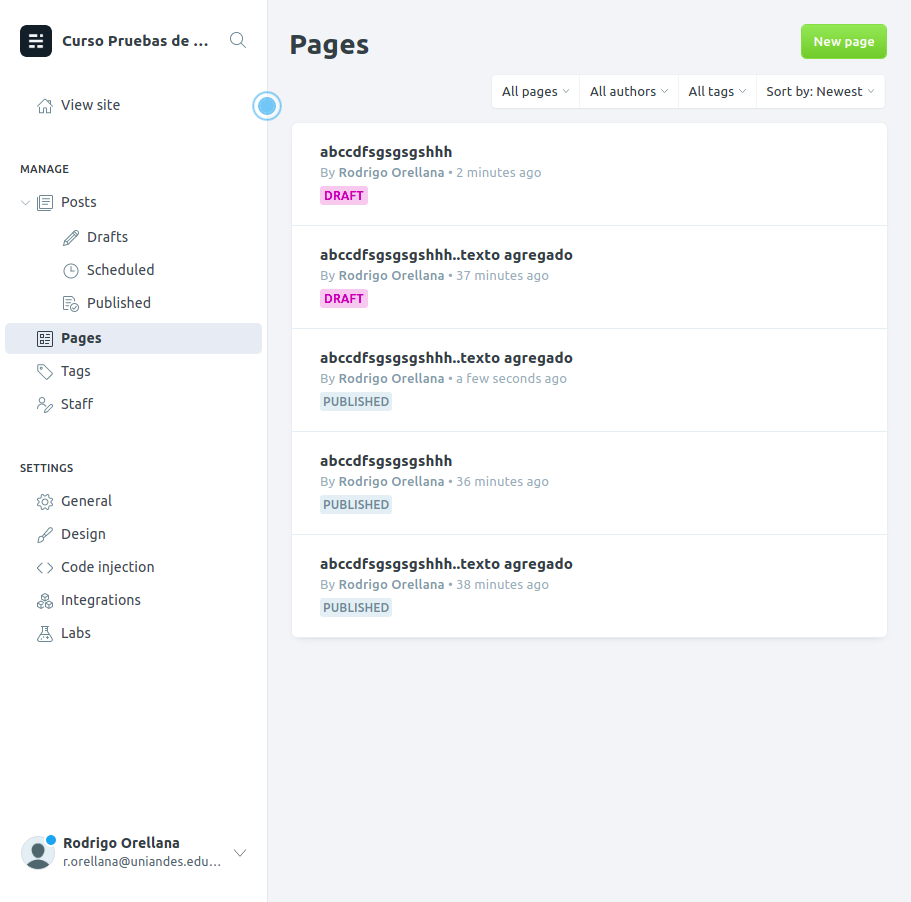 Curso Pruebas de ...
View site
MANAGE
Posts
Drafts
Scheduled
Published
Pages
Tags
Staff
SETTINGS
General
Design
Code injection
Integrations
Labs
Rodrigo Orellana
r.orellana@uniandes.edu...
Pages
New page
All pages
All authors
All tags
Sort by: Newest
abccdfsgsgsgshhh
By Rodrigo Orellana • 2 minutes ago
DRAFT
abccdfsgsgsgshhh..texto agregado
By Rodrigo Orellana • 37 minutes ago
DRAFT
abccdfsgsgsgshhh..texto agregado
By Rodrigo Orellana • a few seconds ago
PUBLISHED
abccdfsgsgsgshhh
By Rodrigo Orellana • 36 minutes ago
PUBLISHED
abccdfsgsgsgshhh..texto agregado
By Rodrigo Orellana • 38 minutes ago
PUBLISHED